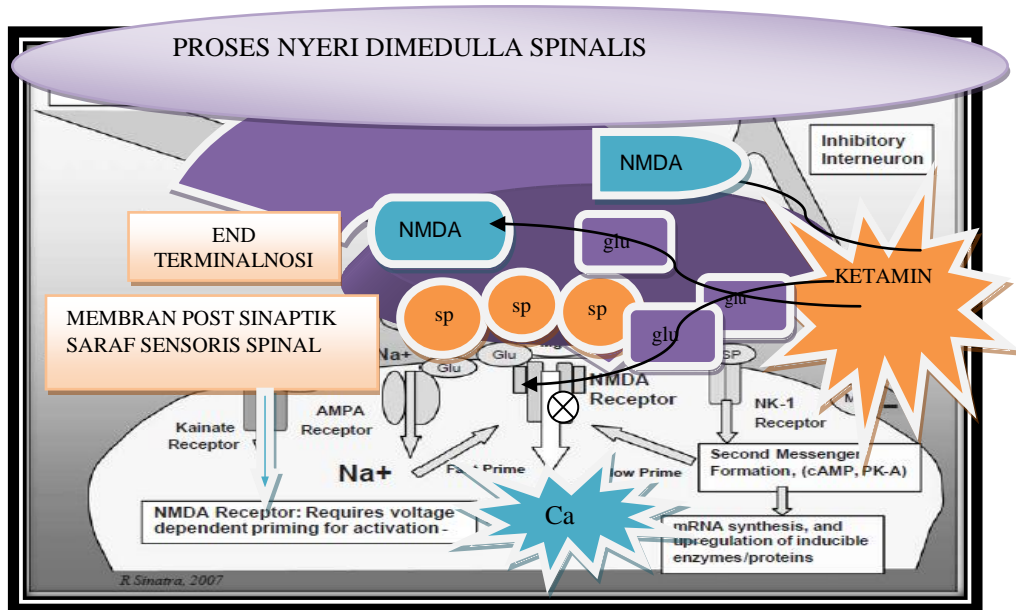 PROSES NYERI DIMEDULLA SPINALIS
Inhibitory
Interneuron
NMDA
NMDA
glu
END
TERMINALNOSI
KETAMIN
glu
sp
sp
sp
glu
MEMBRAN POST SINAPTIK
SARAF SENSORIS SPINAL
Na+
Glu
Glu
SP
NMDA
Receptor
AMPA
Receptor
Kainate
Receptor
NK-1
Receptor
Na+
Prime
Prime
Second Messenger
Formation, (cAMP, PK-A)
Ca
NMDA Receptor: Requires voltage
dependent priming for activation -
mRNA synthesis, and
upregulation of inducible
enzymes/proteins
R Sinatra, 2007